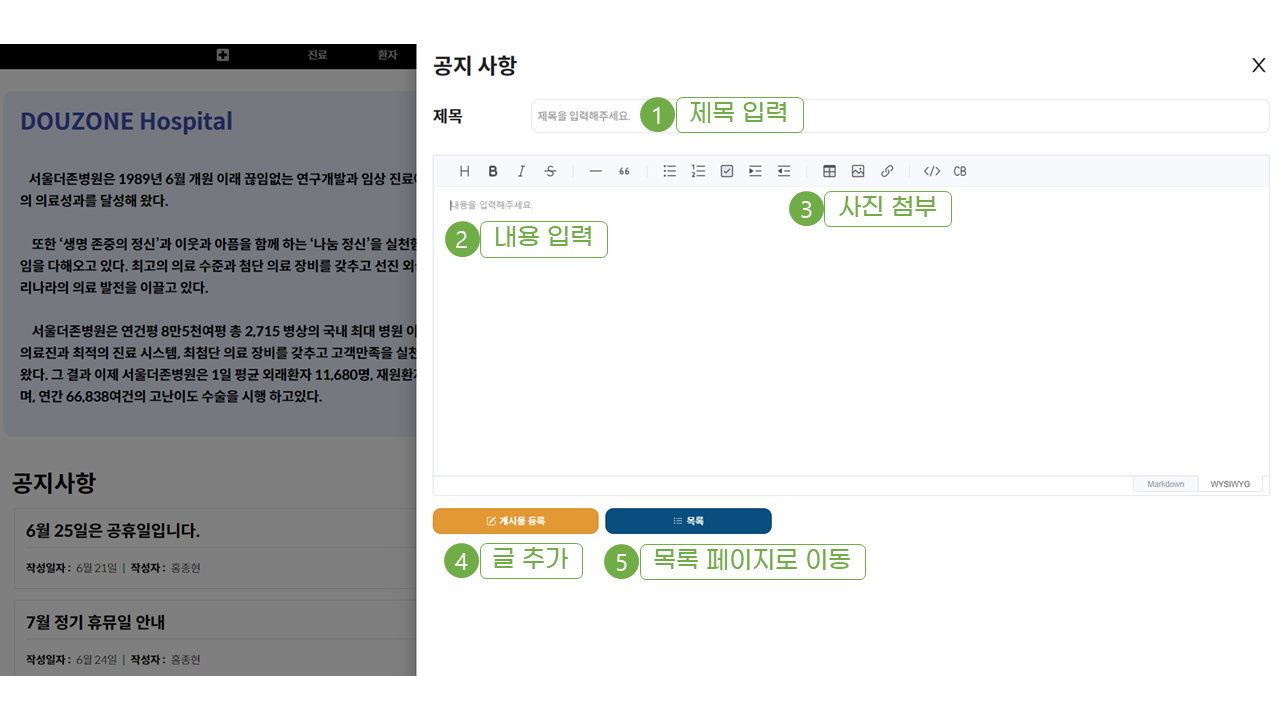 진료 환자
DOUZONE Hospital
서울더존병원은 1989년 6월 개원 이래 끊임없는 연구개발과 임상 진료
의 의료성과를 달성해 왔다.
또한 ‘생명 존중의 정신’과 이웃과 아픔을 함께 하는 ‘나눔 정신’을
임을 다해오고 있다. 최고의 의료 수준과 첨단 의료 장비를 갖추고 선진
리나라의 의료 발전을 이끌고 있다.
서울더존병원은 연건평 8만5천여평 총 2,715 병상의 국내 최대 병원
의료진과 최적의 진료 시스템, 최첨단 의료 장비를 갖추고 고객만족을
왔다. 그 결과 이제 서울더존병원은 1일 평균 외래환자 11,680명,
며, 연간 66,838여건의 고난이도 수술을 시행 하고있다.
공지사항
6월 25일은 공휴일입니다.
작성일자 : 6월 21일 | 작성자 : 홍종현
7월 정기 휴뮤일 안내
작성일자 : 6월 24일 | 작성자 : 홍종현
공지 사항
X
제목
제목을 입력해주세요.
1 제목 입력
H B I S 66 </> CB
내용을 입력해주세요.
3 사진 첨부
2 내용 입력
Markdown WYSIWYG
게시물 등록
목록
4 글 추가
5 목록 페이지로 이동